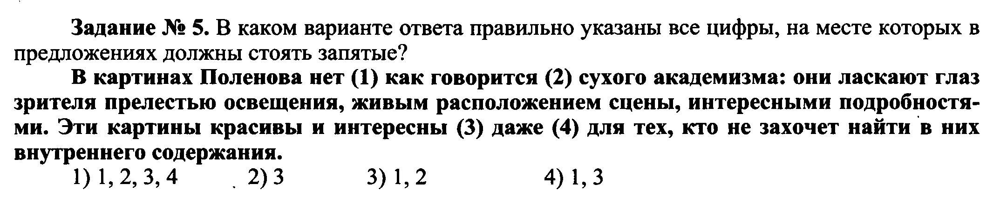 Задание № 5. В каком варианте ответа правильно указаны все цифры, на месте которых в
предложениях должны стоять запятые?
В картинах Поленова нет (1) как говорится (2) сухого академизма: они ласкают глаз
зрителя прелестью освещения, живым расположением сцены, интересными подробностя-
ми. Эти картины красивы и интересны (3) даже (4) для тех, кто не захочет найти в них
внутреннего содержания.
1) 1, 2, 3, 4 2) 3 3) 1, 2 4) 1, 3